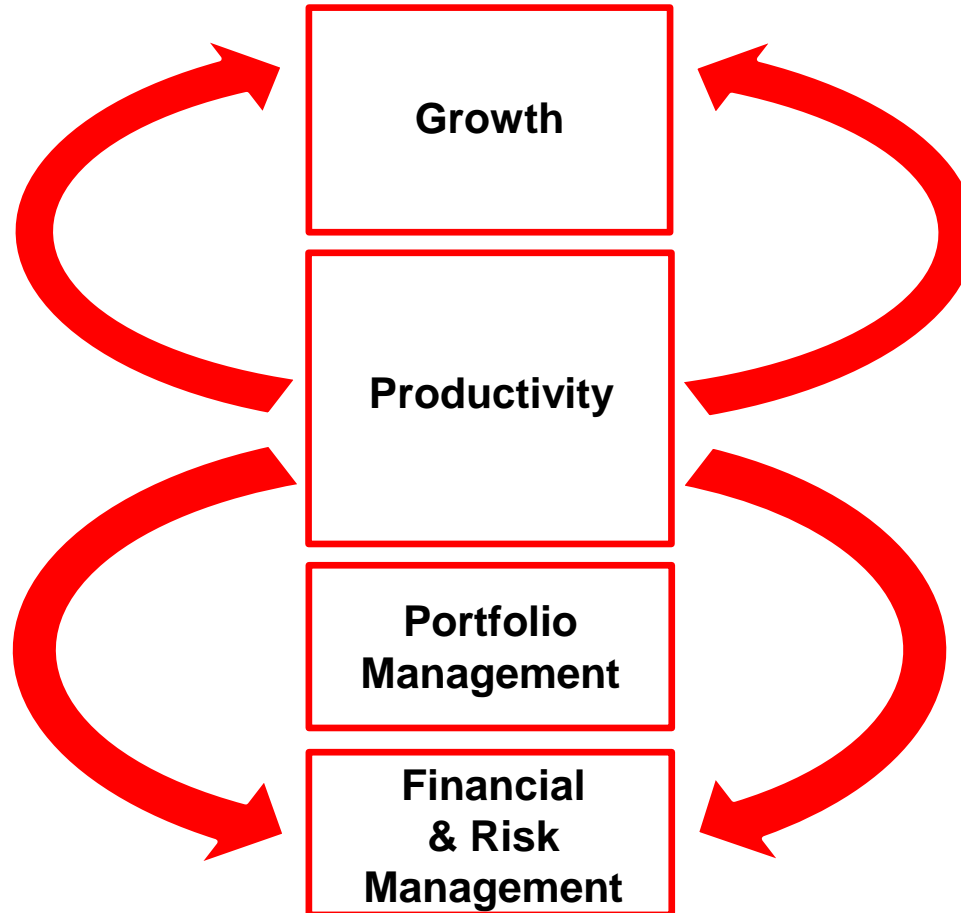 Growth
Productivity
Portfolio
Management
Financial
& Risk
Management